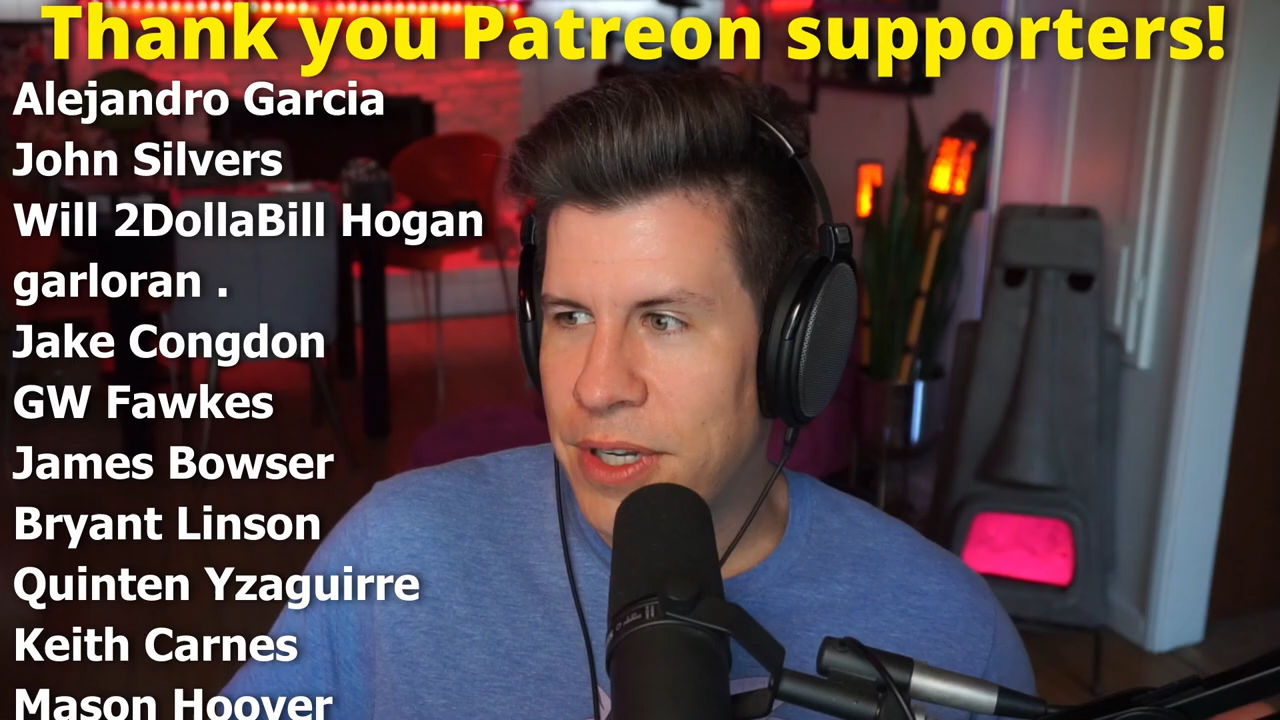 Thank you Patreon supporters!
Alejandro Garcia
John Silvers
Will 2DollaBill Hogan
garloran .
Jake Congdon
GW Fawkes
James Bowser
Bryant Linson
Quinten Yzaguirre
Keith Carnes
Mason Hoover